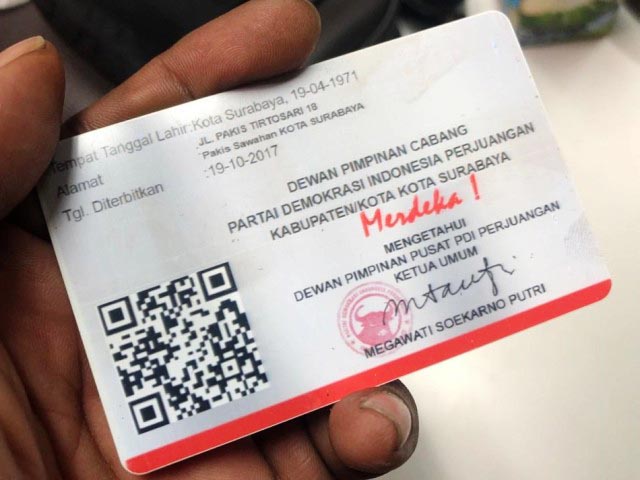 Tempat Tanggal Lahir:Kota Surabaya, 19-04-1971
Alamat JL. PAKIS TIRTOSARI 18
Pakis Sawahan KOTA SURABAYA
Tgl. Diterbitkan :19-10-2017
DEWAN PIMPINAN CABANG
PARTAI DEMOKRASI INDONESIA PERJUANGAN
KABUPATEN/KOTA KOTA SURABAYA
Merdeka !
MENGETAHUI
DEWAN PIMPINAN PUSAT PDI PERJUANGAN
KETUA UMUM
MEGAWATI SOEKARNO PUTRI